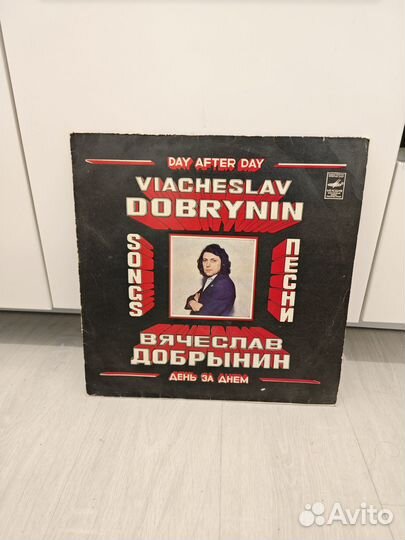 DAY AFTER DAY
VIACHESLAV
DOBRYNIN
SONGS
ПЕСНИ
ВЯЧЕСЛАВ
ДОБРЫНИН
ДЕНЬ ЗА ДНЕМ
Avito